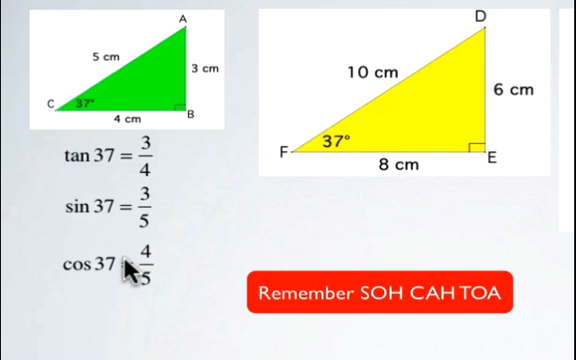 A
5 cm
3 cm
C
37°
B
4 cm
D
10 cm
6 cm
F
37°
E
8 cm
tan 37 = 3/4
sin 37 = 3/5
cos 37 = 4/5
Remember SOH CAH TOA